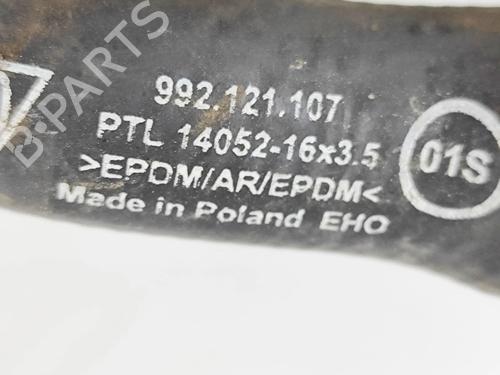 992.121.107
PTL 14052-16x3.5
>EPDM/AR/EPDM<
Made in Poland EHO
01S
B-PARTS